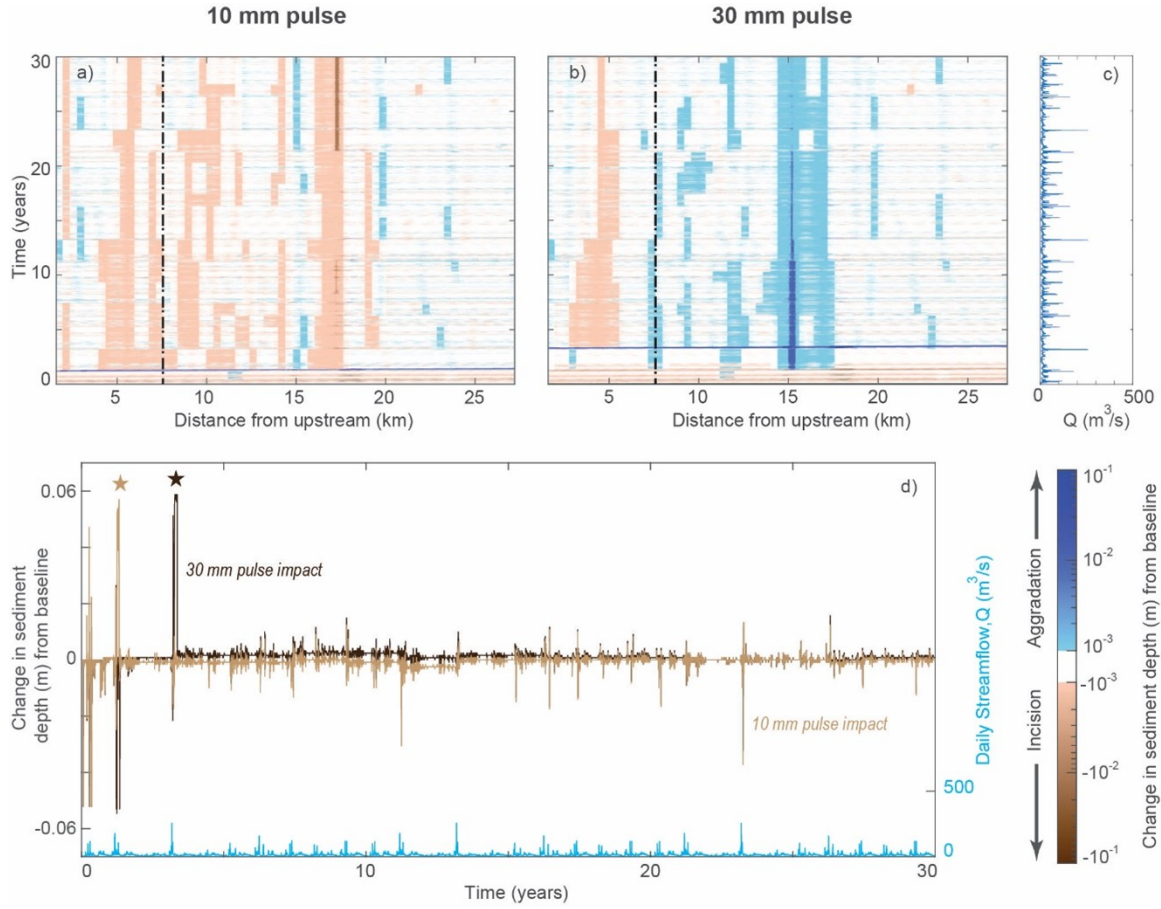 10 mm pulse
30 mm pulse
a)
b)
c)
30
20
10
0
Time (years)
5
10
15
20
25
Distance from upstream (km)
5
10
15
20
25
Distance from upstream (km)
0
500
Q (m³/s)
d)
0.06
0
-0.06
Change in sediment
depth (m) from baseline
30 mm pulse impact
10 mm pulse impact
500
0
Daily Streamflow,Q (m³/s)
0
10
20
30
Time (years)
Aggradation
Incision
10⁻¹
10⁻²
10⁻³
-10⁻³
-10⁻²
-10⁻¹
Change in sediment depth (m) from baseline